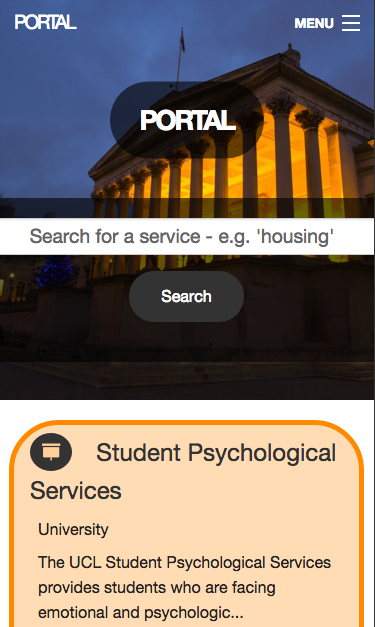 PORTAL
MENU
PORTAL
Search for a service - e.g. 'housing'
Search
Student Psychological
Services
University
The UCL Student Psychological Services
provides students who are facing
emotional and psychologic...